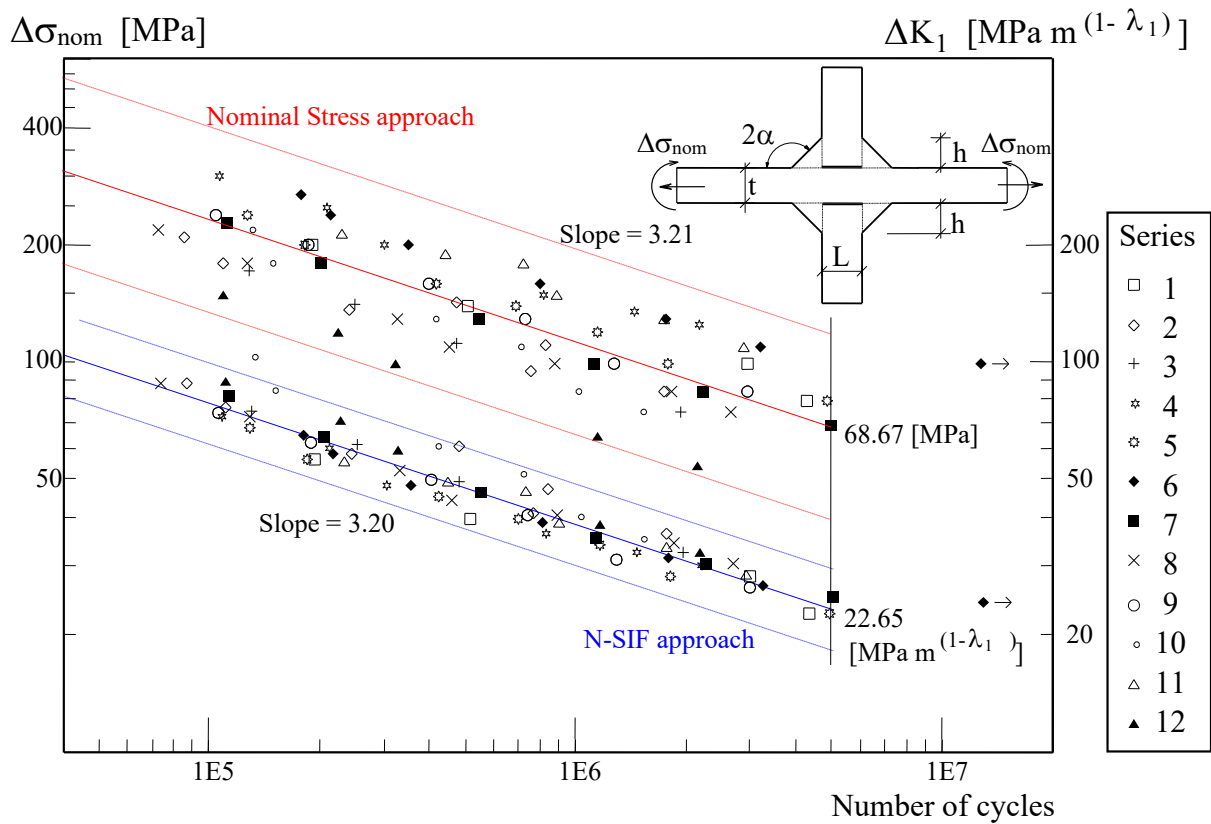 Δσnom [MPa]
ΔK1 [MPa m(1- λ1)]
Nominal Stress approach
2α
Δσnom
Δσnom
h
t
h
L
Slope = 3.21
400
200
100
50
20
200
100
50
20
68.67 [MPa]
Slope = 3.20
22.65
[MPa m(1-λ1)]
N-SIF approach
1E5
1E6
1E7
Number of cycles
Series
1
2
3
4
5
6
7
8
9
10
11
12